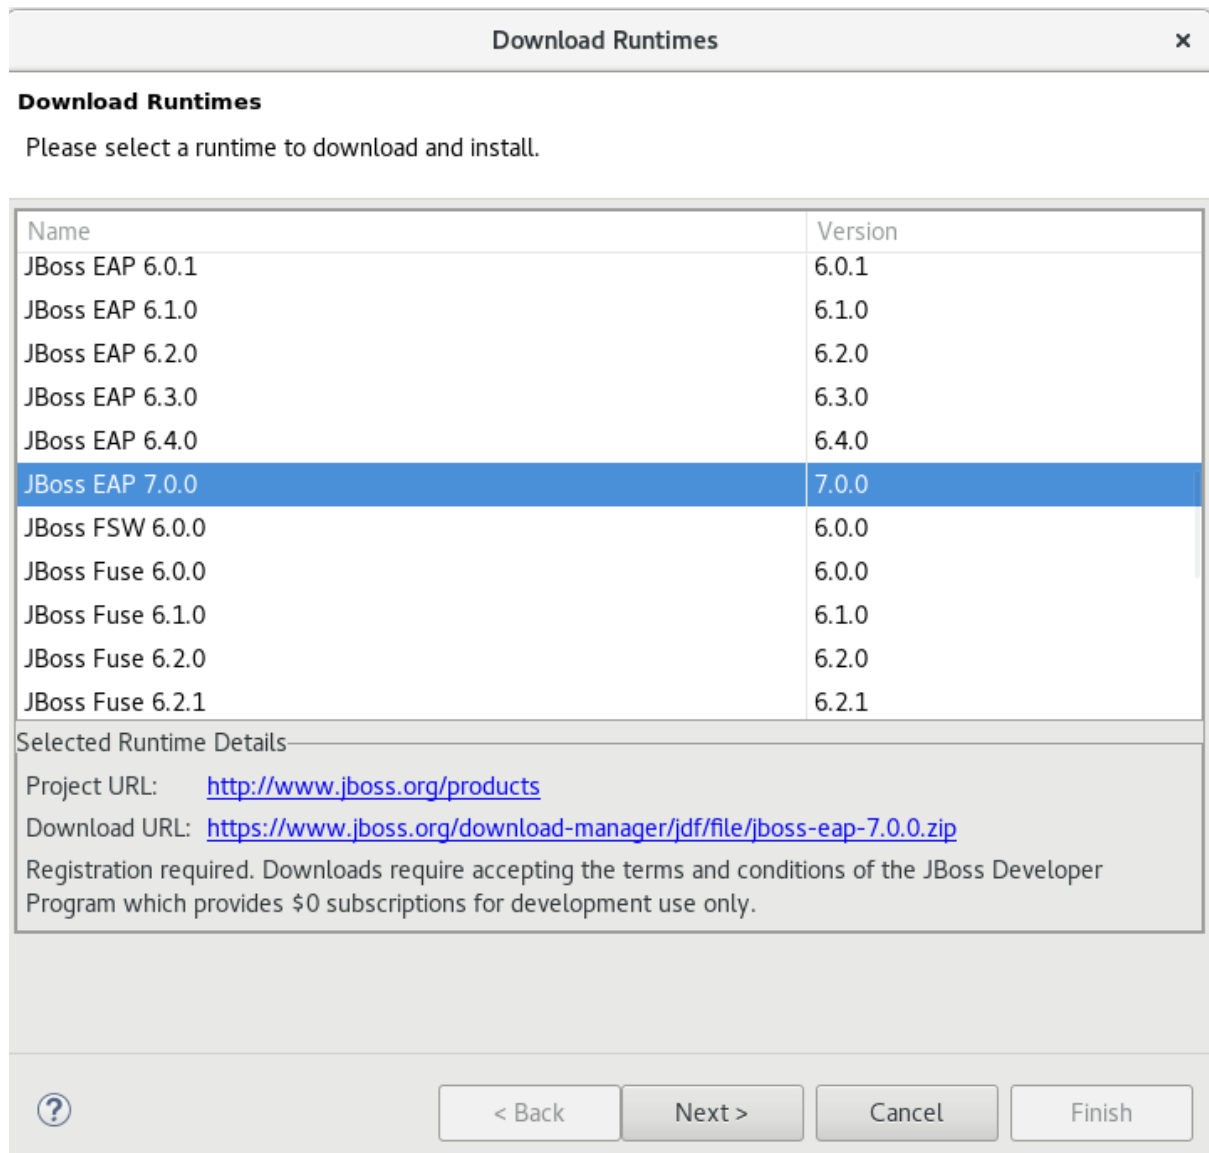 Download Runtimes ×
Download Runtimes
Please select a runtime to download and install.
Name Version
JBoss EAP 6.0.1 6.0.1
JBoss EAP 6.1.0 6.1.0
JBoss EAP 6.2.0 6.2.0
JBoss EAP 6.3.0 6.3.0
JBoss EAP 6.4.0 6.4.0
JBoss EAP 7.0.0 7.0.0
JBoss FSW 6.0.0 6.0.0
JBoss Fuse 6.0.0 6.0.0
JBoss Fuse 6.1.0 6.1.0
JBoss Fuse 6.2.0 6.2.0
JBoss Fuse 6.2.1 6.2.1
Selected Runtime Details
Project URL: http://www.jboss.org/products
Download URL: https://www.jboss.org/download-manager/jdf/file/jboss-eap-7.0.0.zip
Registration required. Downloads require accepting the terms and conditions of the JBoss Developer
Program which provides $0 subscriptions for development use only.
? < Back Next > Cancel Finish